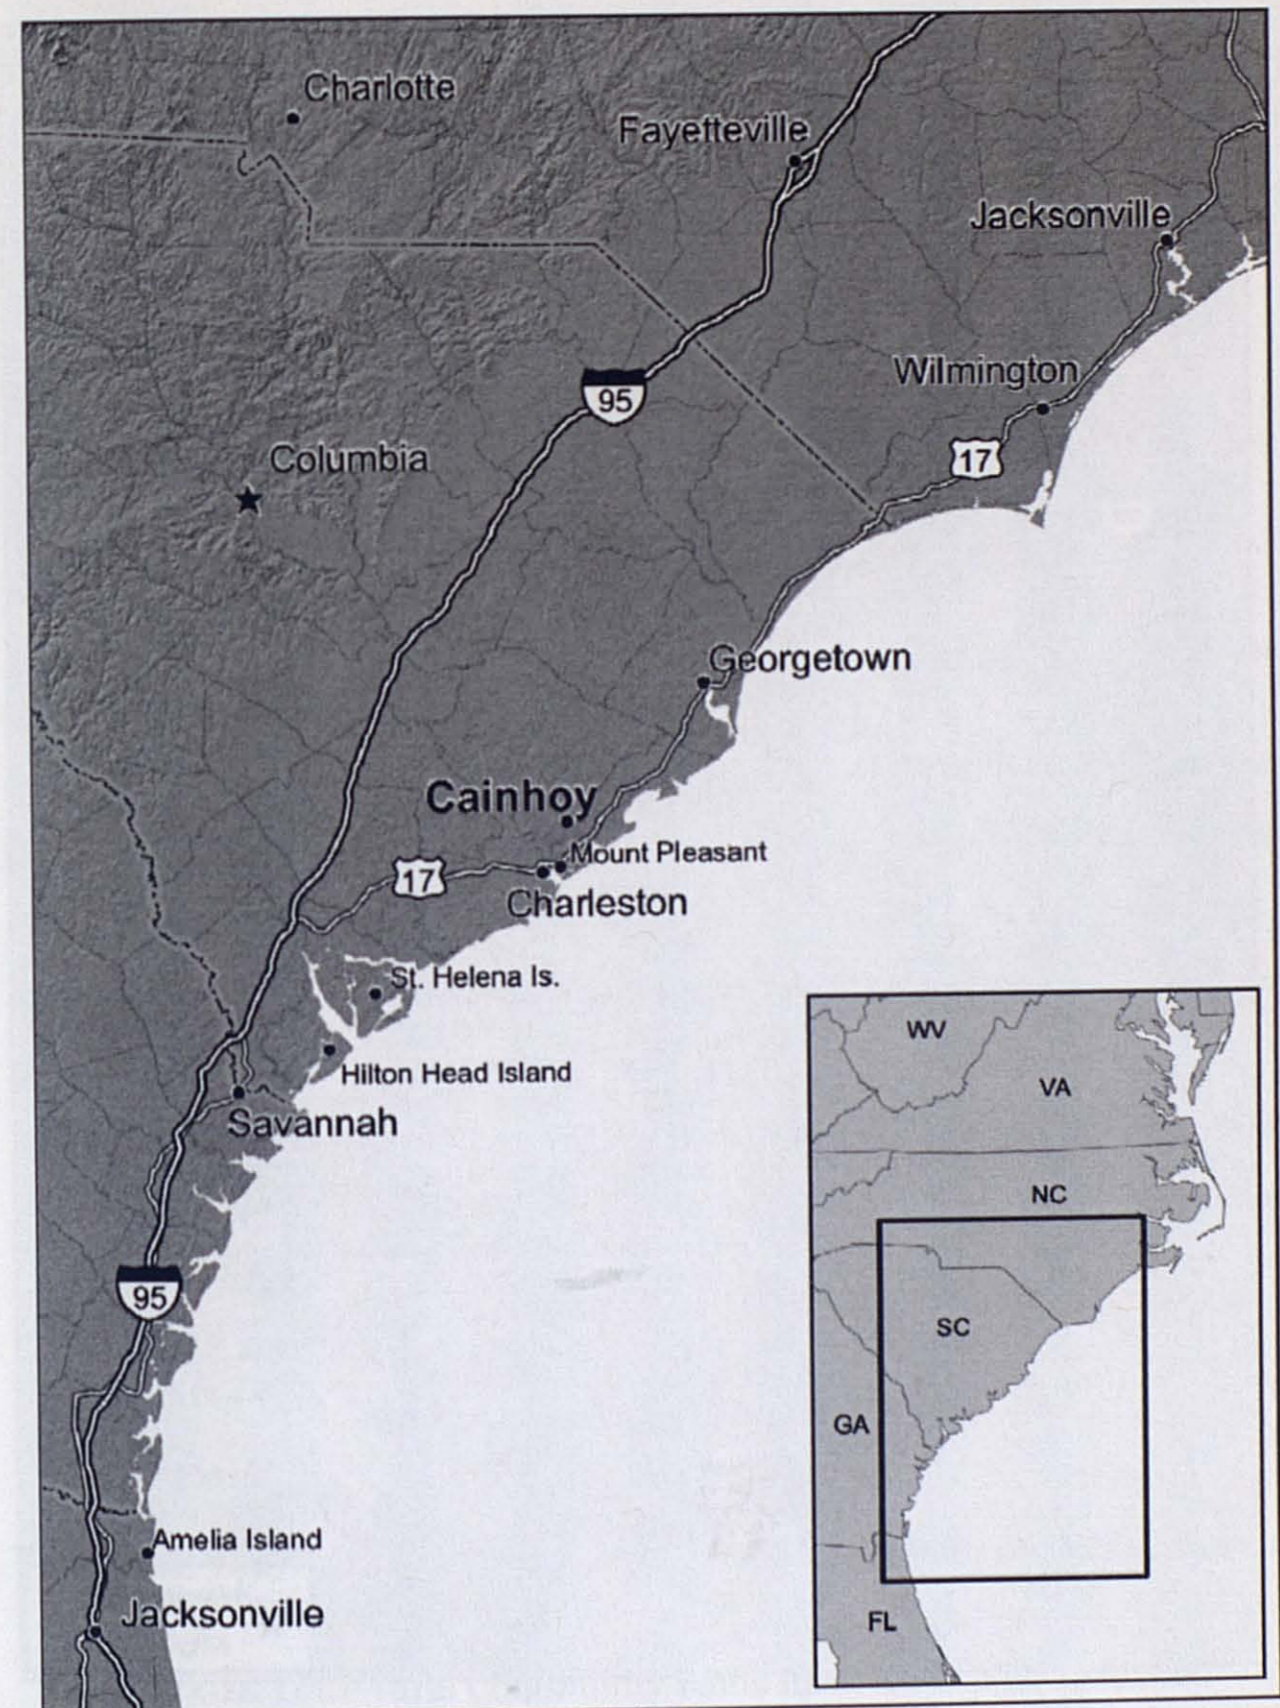 Charlotte
Fayetteville
Jacksonville
Wilmington
95
17
Columbia
Georgetown
Cainhoy
Mount Pleasant
17
Charleston
St. Helena Is.
Hilton Head Island
Savannah
95
Amelia Island
Jacksonville
WV
VA
NC
SC
GA
FL